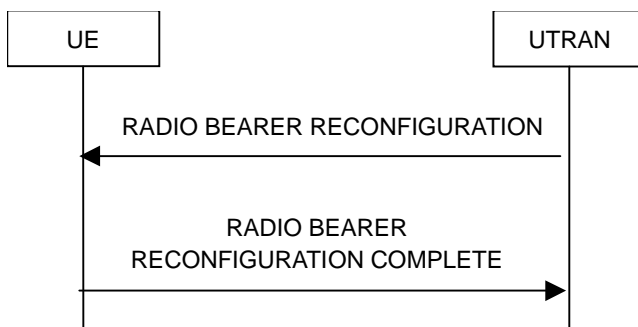 UE
UTRAN
RADIO BEARER RECONFIGURATION
RADIO BEARER
RECONFIGURATION COMPLETE